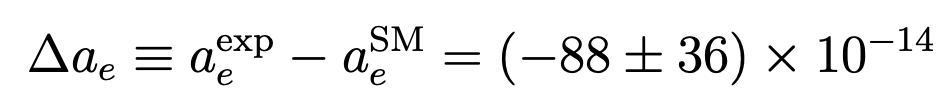 Δa_e ≡ a_e^exp − a_e^SM = (−88 ± 36) × 10^−14